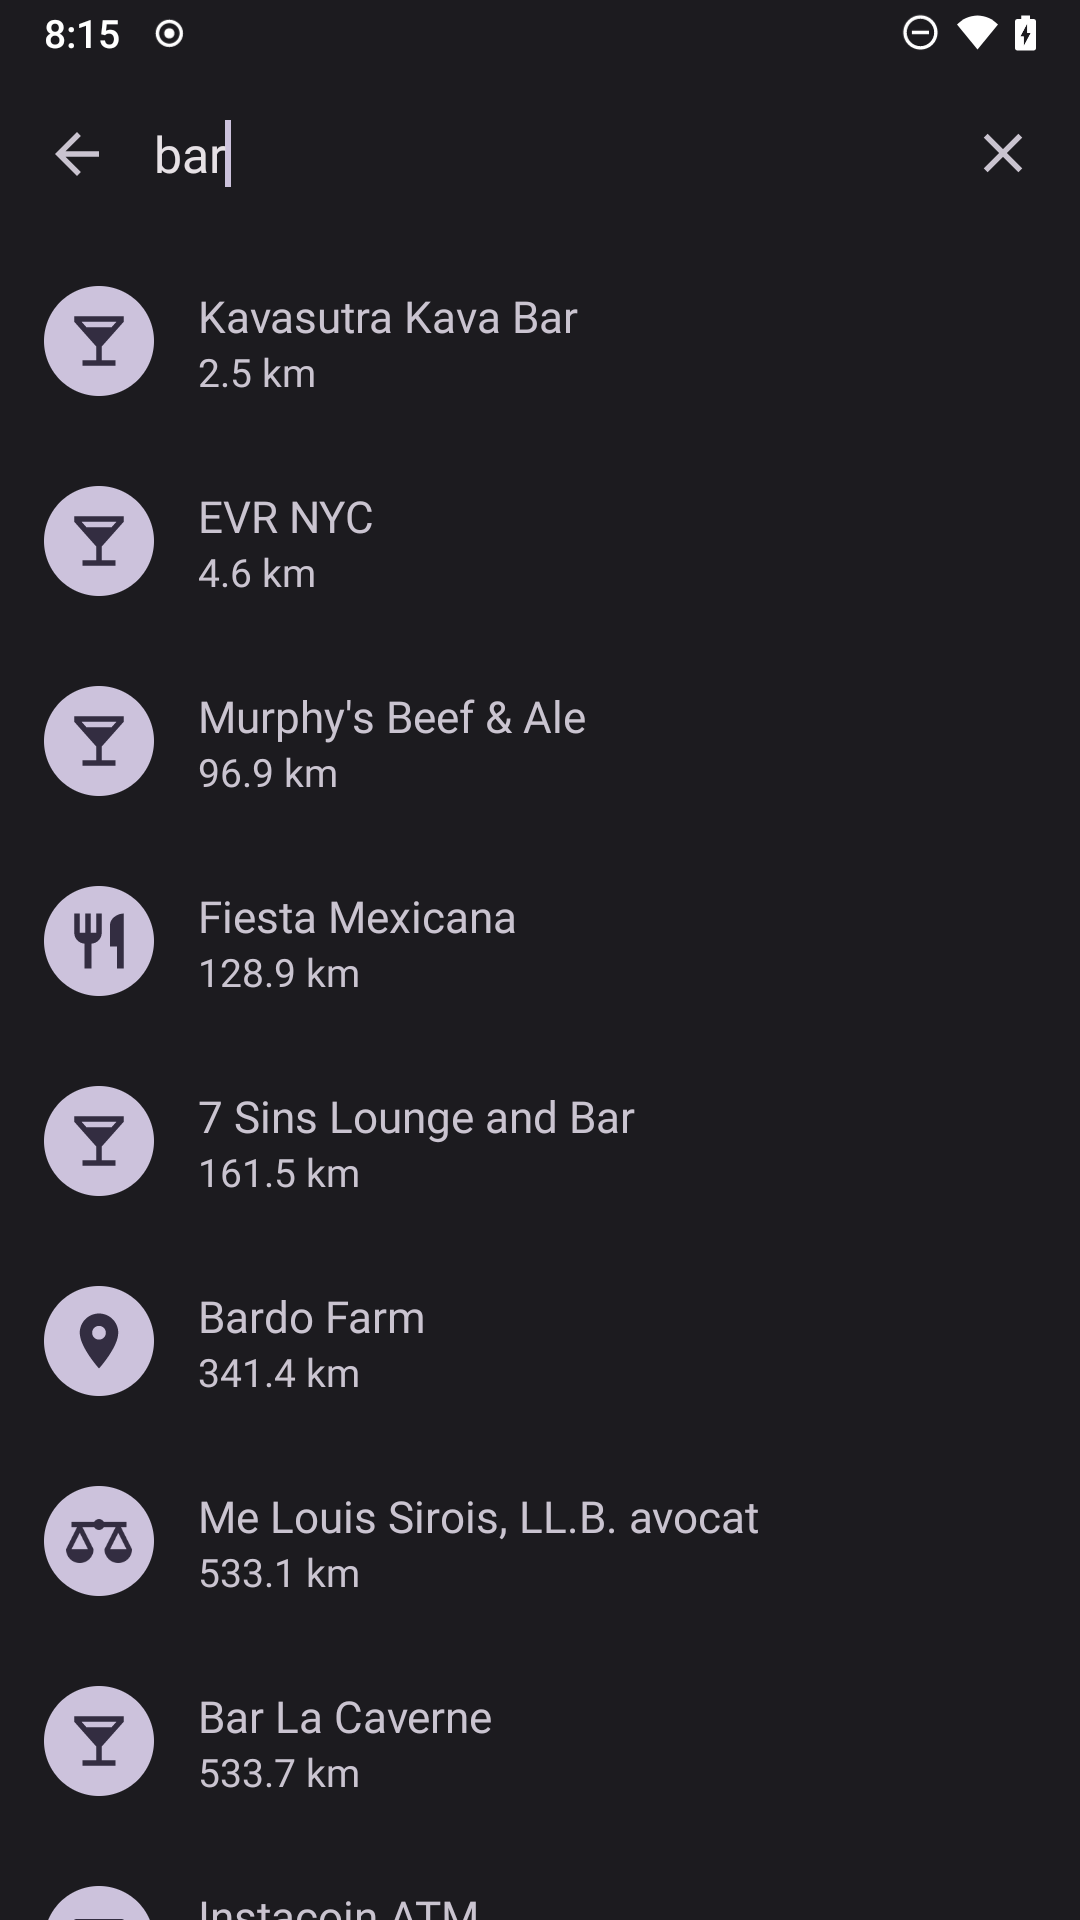 8:15
bar
Kavasutra Kava Bar
2.5 km
EVR NYC
4.6 km
Murphy's Beef & Ale
96.9 km
Fiesta Mexicana
128.9 km
7 Sins Lounge and Bar
161.5 km
Bardo Farm
341.4 km
Me Louis Sirois, LL.B. avocat
533.1 km
Bar La Caverne
533.7 km
Instacoin ATM